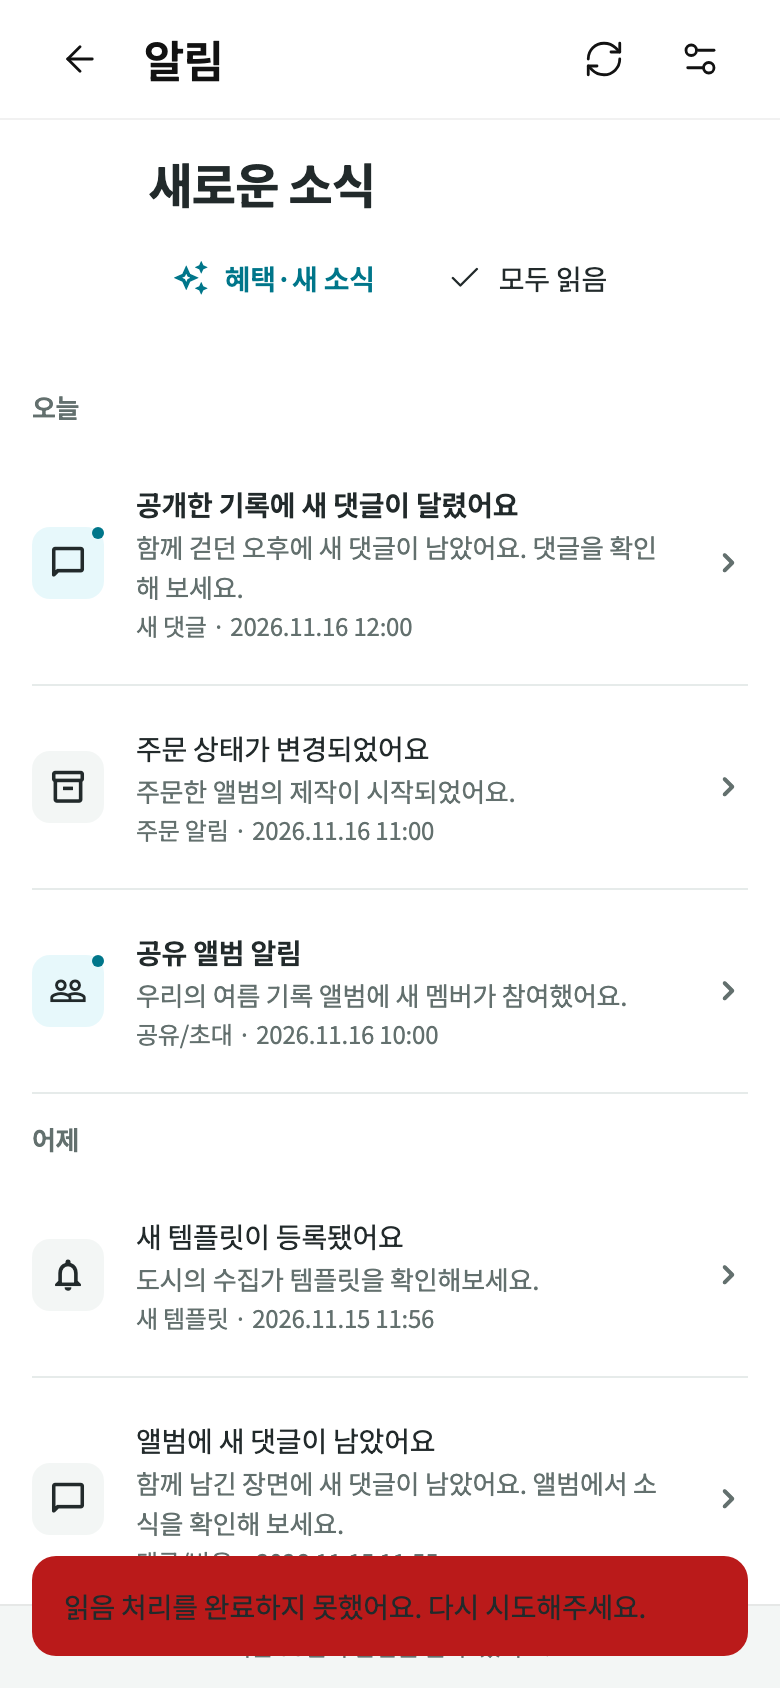 알림
새로운 소식
혜택·새 소식
모두 읽음
오늘
공개한 기록에 새 댓글이 달렸어요
함께 걷던 오후에 새 댓글이 남았어요. 댓글을 확인
해 보세요.
새 댓글 · 2026.11.16 12:00
주문 상태가 변경되었어요
주문한 앨범의 제작이 시작되었어요.
주문 알림 · 2026.11.16 11:00
공유 앨범 알림
우리의 여름 기록 앨범에 새 멤버가 참여했어요.
공유/초대 · 2026.11.16 10:00
어제
새 템플릿이 등록됐어요
도시의 수집가 템플릿을 확인해보세요.
새 템플릿 · 2026.11.15 11:56
앨범에 새 댓글이 남았어요
함께 남긴 장면에 새 댓글이 남았어요. 앨범에서 소
식을 확인해 보세요.
읽음 처리를 완료하지 못했어요. 다시 시도해주세요.